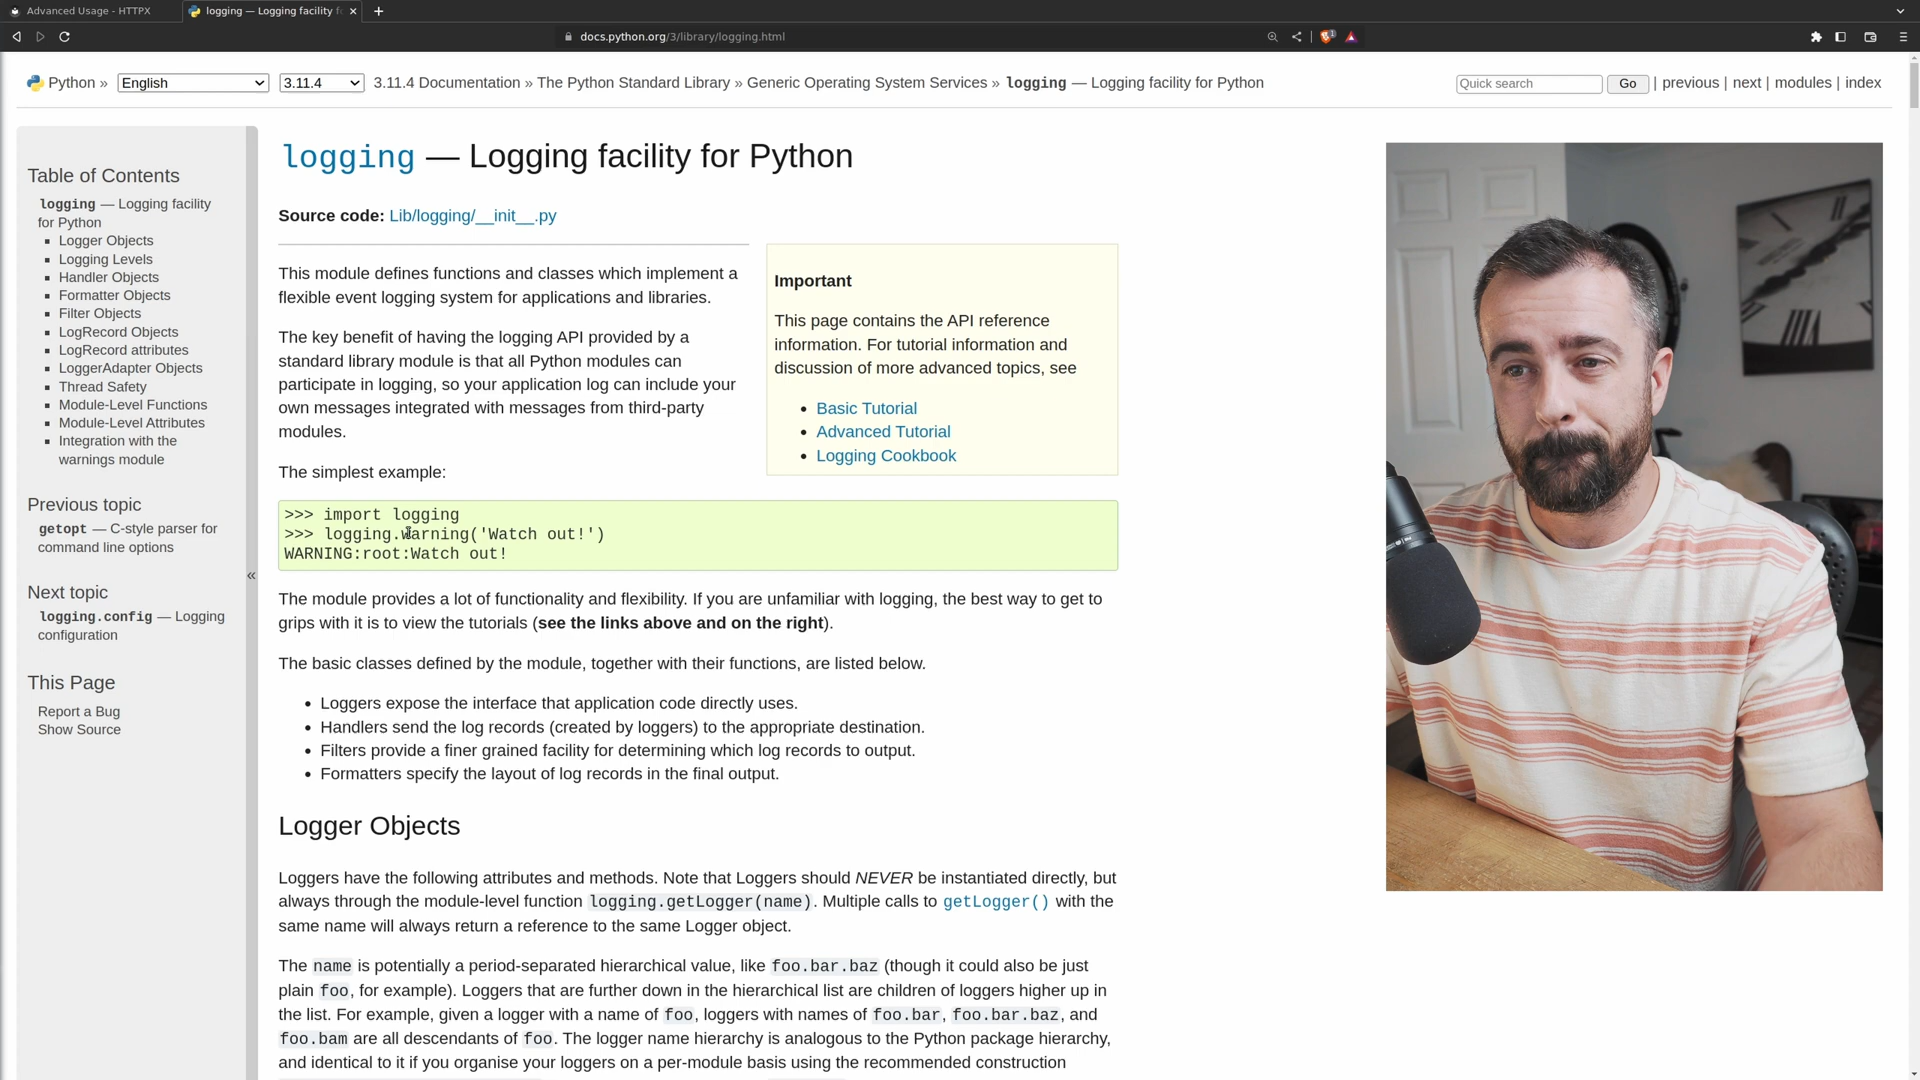 Advanced Usage - HTTPX
logging — Logging facility f
docs.python.org/3/library/logging.html
1
Python »
English
3.11.4
3.11.4 Documentation » The Python Standard Library » Generic Operating System Services » logging — Logging facility for Python
Quick search
Go
| previous | next | modules | index
Table of Contents
logging — Logging facility
for Python
Logger Objects
Logging Levels
Handler Objects
Formatter Objects
Filter Objects
LogRecord Objects
LogRecord attributes
LoggerAdapter Objects
Thread Safety
Module-Level Functions
Module-Level Attributes
Integration with the
warnings module
Previous topic
getopt — C-style parser for
command line options
Next topic
logging.config — Logging
configuration
This Page
Report a Bug
Show Source
«
logging — Logging facility for Python
Source code: Lib/logging/__init__.py
This module defines functions and classes which implement a
flexible event logging system for applications and libraries.
The key benefit of having the logging API provided by a
standard library module is that all Python modules can
participate in logging, so your application log can include your
own messages integrated with messages from third-party
modules.
The simplest example:
Important
This page contains the API reference
information. For tutorial information and
discussion of more advanced topics, see
• Basic Tutorial
• Advanced Tutorial
• Logging Cookbook
>>> import logging
>>> logging.warning('Watch out!')
WARNING:root:Watch out!
The module provides a lot of functionality and flexibility. If you are unfamiliar with logging, the best way to get to
grips with it is to view the tutorials (see the links above and on the right).
The basic classes defined by the module, together with their functions, are listed below.
• Loggers expose the interface that application code directly uses.
• Handlers send the log records (created by loggers) to the appropriate destination.
• Filters provide a finer grained facility for determining which log records to output.
• Formatters specify the layout of log records in the final output.
Logger Objects
Loggers have the following attributes and methods. Note that Loggers should NEVER be instantiated directly, but
always through the module-level function logging.getLogger(name). Multiple calls to getLogger() with the
same name will always return a reference to the same Logger object.
The name is potentially a period-separated hierarchical value, like foo.bar.baz (though it could also be just
plain foo, for example). Loggers that are further down in the hierarchical list are children of loggers higher up in
the list. For example, given a logger with a name of foo, loggers with names of foo.bar, foo.bar.baz, and
foo.bam are all descendants of foo. The logger name hierarchy is analogous to the Python package hierarchy,
and identical to it if you organise your loggers on a per-module basis using the recommended construction